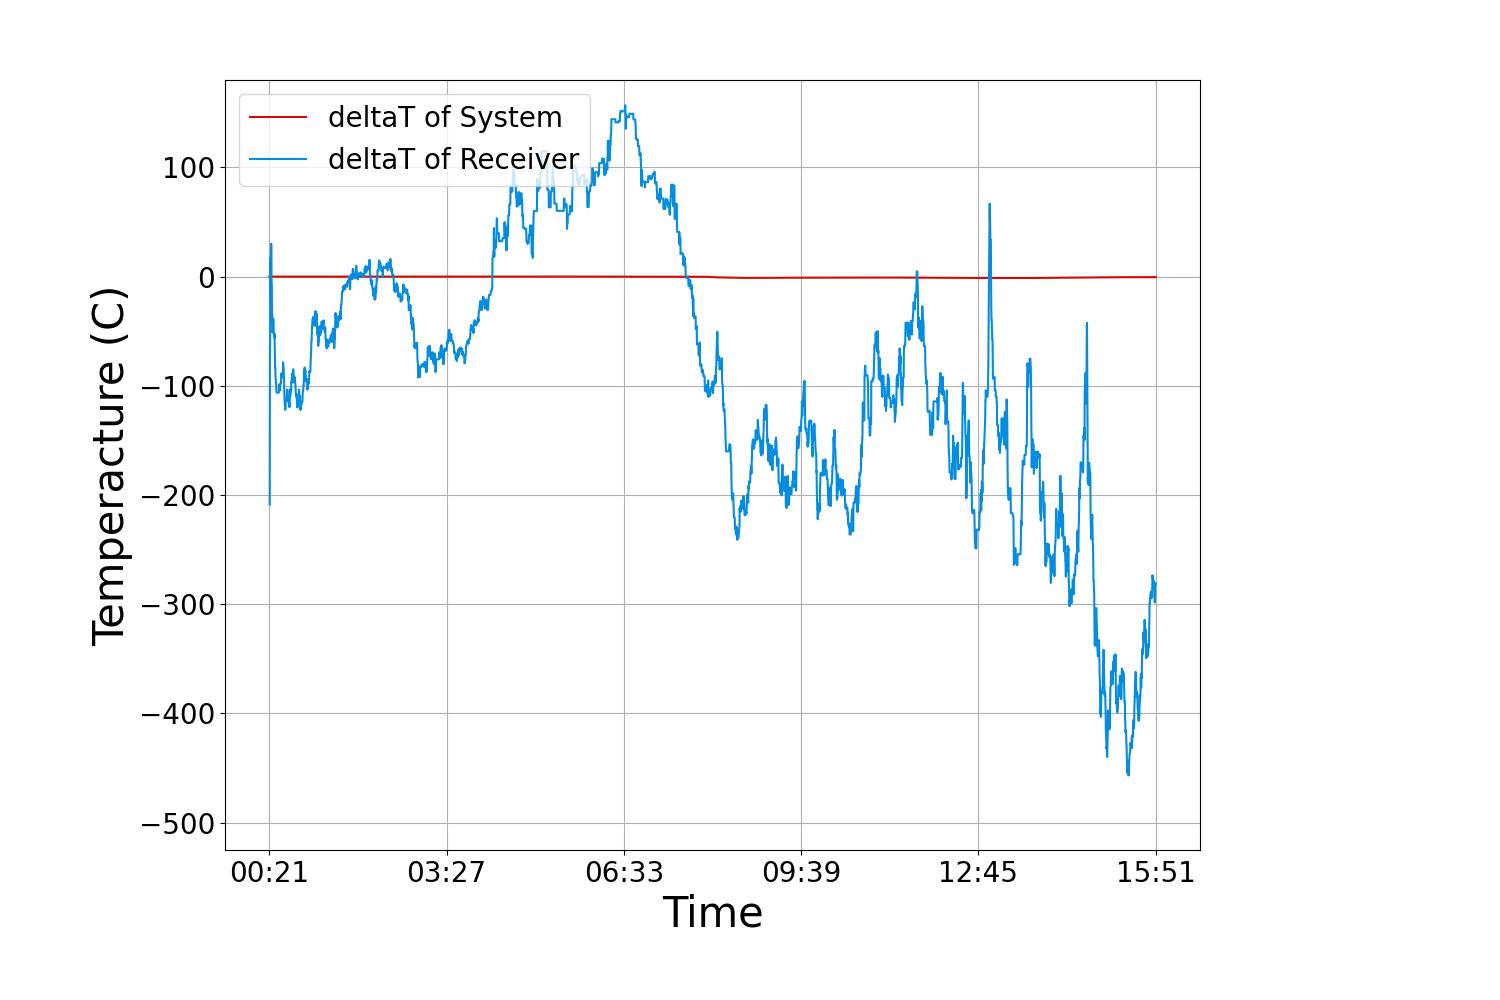 deltaT of System
deltaT of Receiver
100
0
−100
−200
−300
−400
−500
Temperacture (C)
00:21 03:27 06:33 09:39 12:45 15:51
Time